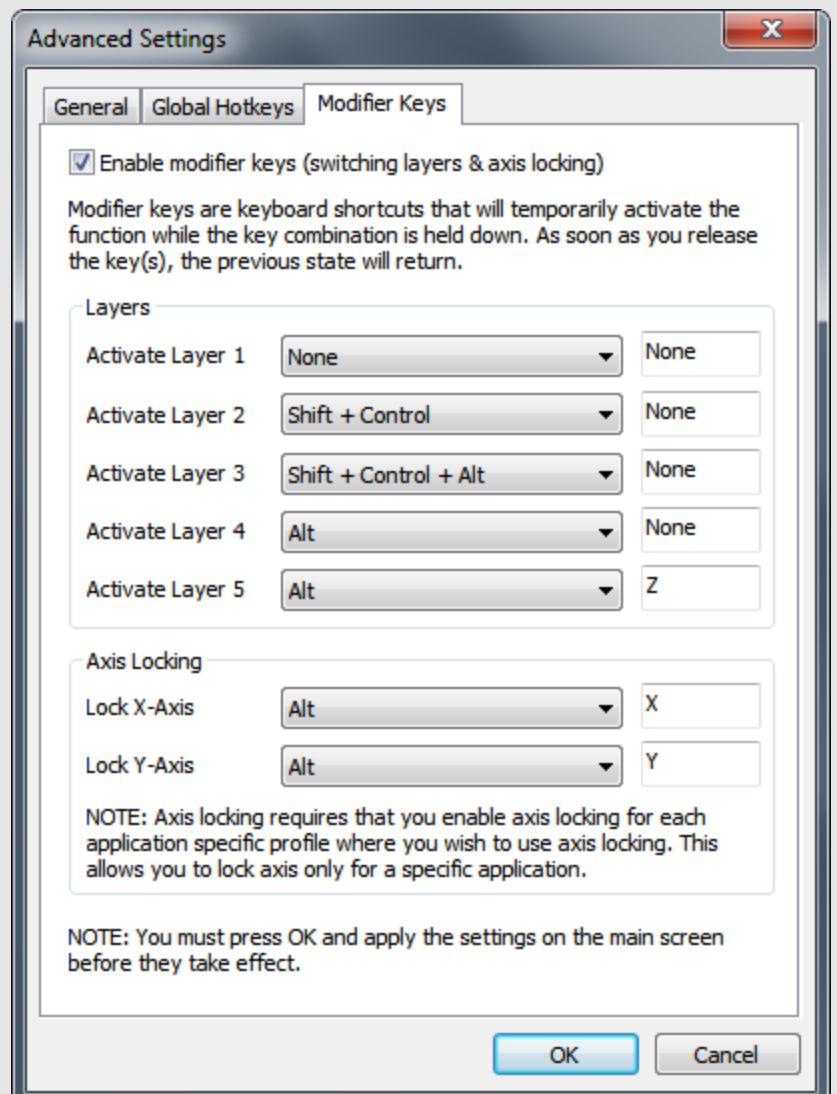 Advanced Settings
General Global Hotkeys Modifier Keys
Enable modifier keys (switching layers & axis locking)
Modifier keys are keyboard shortcuts that will temporarily activate the
function while the key combination is held down. As soon as you release
the key(s), the previous state will return.
Layers
Activate Layer 1 None None
Activate Layer 2 Shift + Control None
Activate Layer 3 Shift + Control + Alt None
Activate Layer 4 Alt None
Activate Layer 5 Alt Z
Axis Locking
Lock X-Axis Alt X
Lock Y-Axis Alt Y
NOTE: Axis locking requires that you enable axis locking for each
application specific profile where you wish to use axis locking. This
allows you to lock axis only for a specific application.
NOTE: You must press OK and apply the settings on the main screen
before they take effect.
OK Cancel